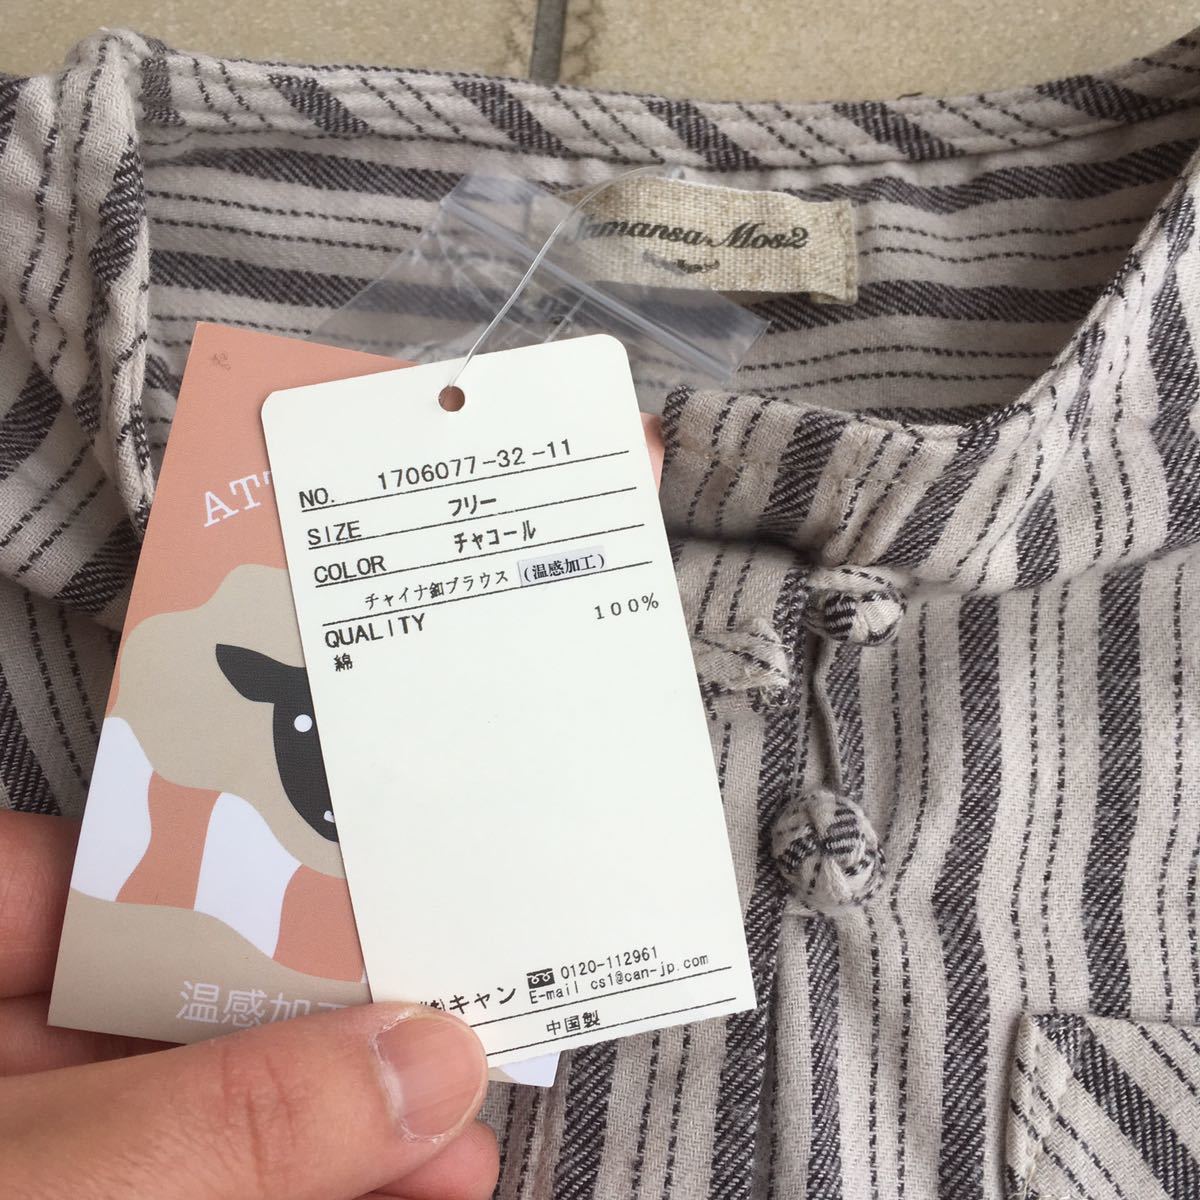 Mos2
AT
NO. 1706077-32-11
SIZE フリー
COLOR チャコール
チャイナ釦ブラウス (温感加工)
QUALITY
綿 100%
キャン 0120-112961
E-mail cs1@can-jp.com
中国製
温感加工